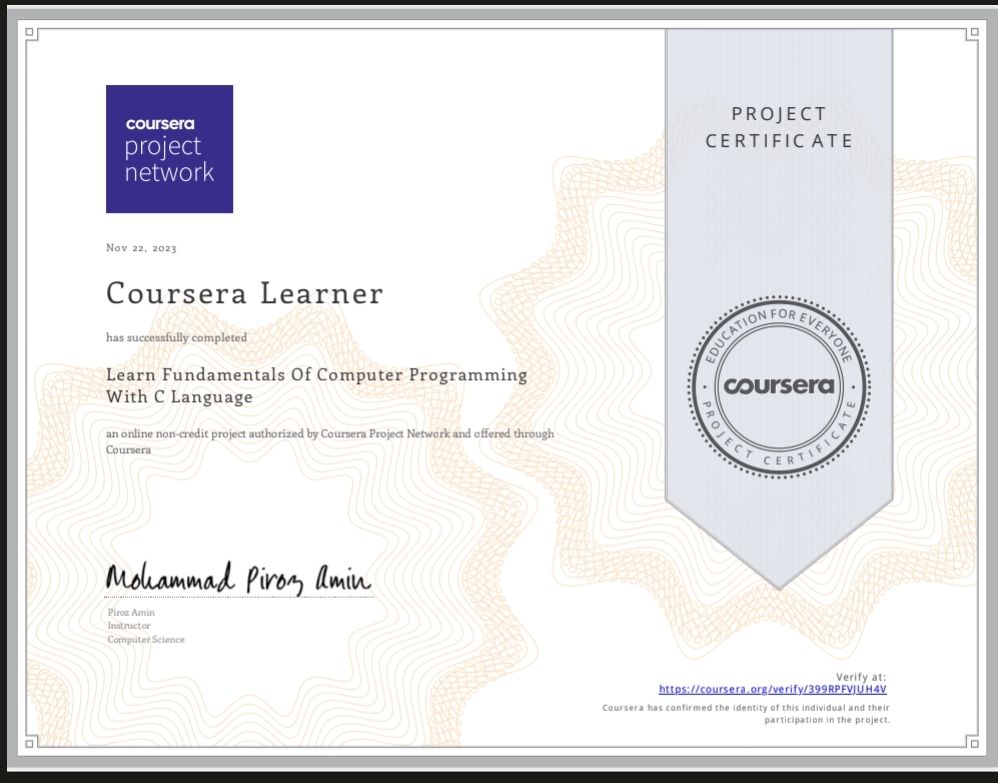 coursera
project
network
PROJECT
CERTIFICATE
Nov 22, 2023
Coursera Learner
has successfully completed
Learn Fundamentals Of Computer Programming
With C Language
an online non-credit project authorized by Coursera Project Network and offered through
Coursera
EDUCATION FOR EVERYONE
coursera
PROJECT CERTIFICATE
Mohammad Piroz Amin
Piroz Amin
Instructor
Computer Science
Verify at:
https://coursera.org/verify/399RPFVJUH4V
Coursera has confirmed the identity of this individual and their
participation in the project.